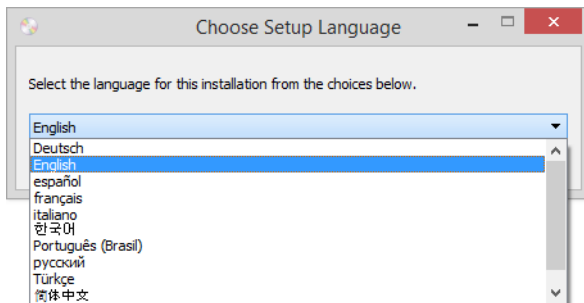 Choose Setup Language
Select the language for this installation from the choices below.
English
Deutsch
English
español
français
italiano
한국어
Português (Brasil)
русский
Türkçe
简体中文